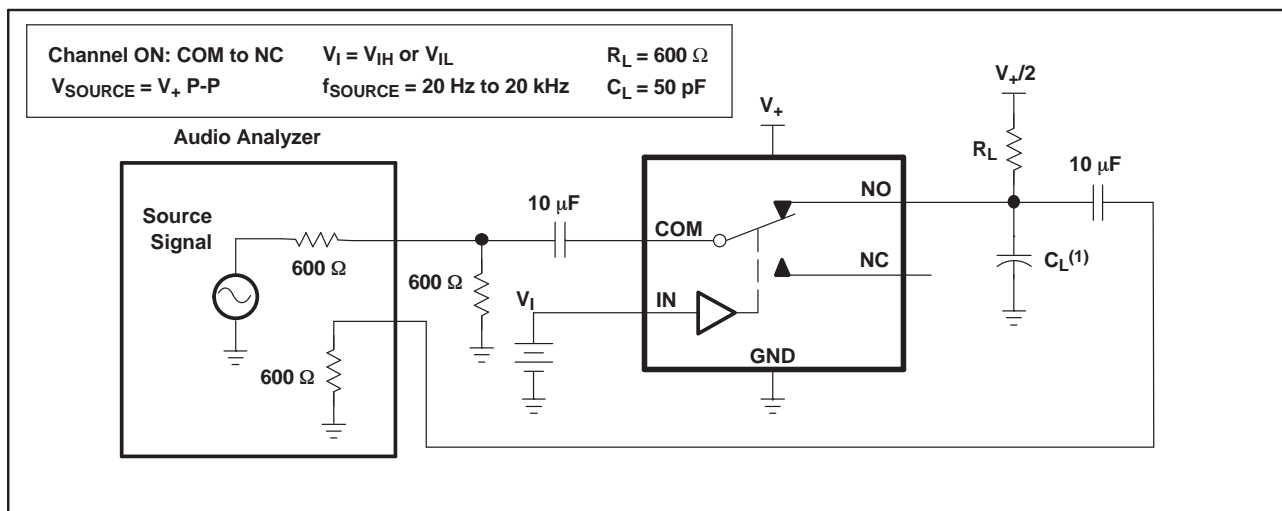 Channel ON: COM to NC V_I = V_IH or V_IL R_L = 600 Ω
V_SOURCE = V_+ P-P f_SOURCE = 20 Hz to 20 kHz C_L = 50 pF
Audio Analyzer
V_+/2
V_+
R_L
10 μF
NO
Source
Signal
10 μF
COM
600 Ω
NC
C_L(1)
600 Ω
V_I
IN
GND
600 Ω